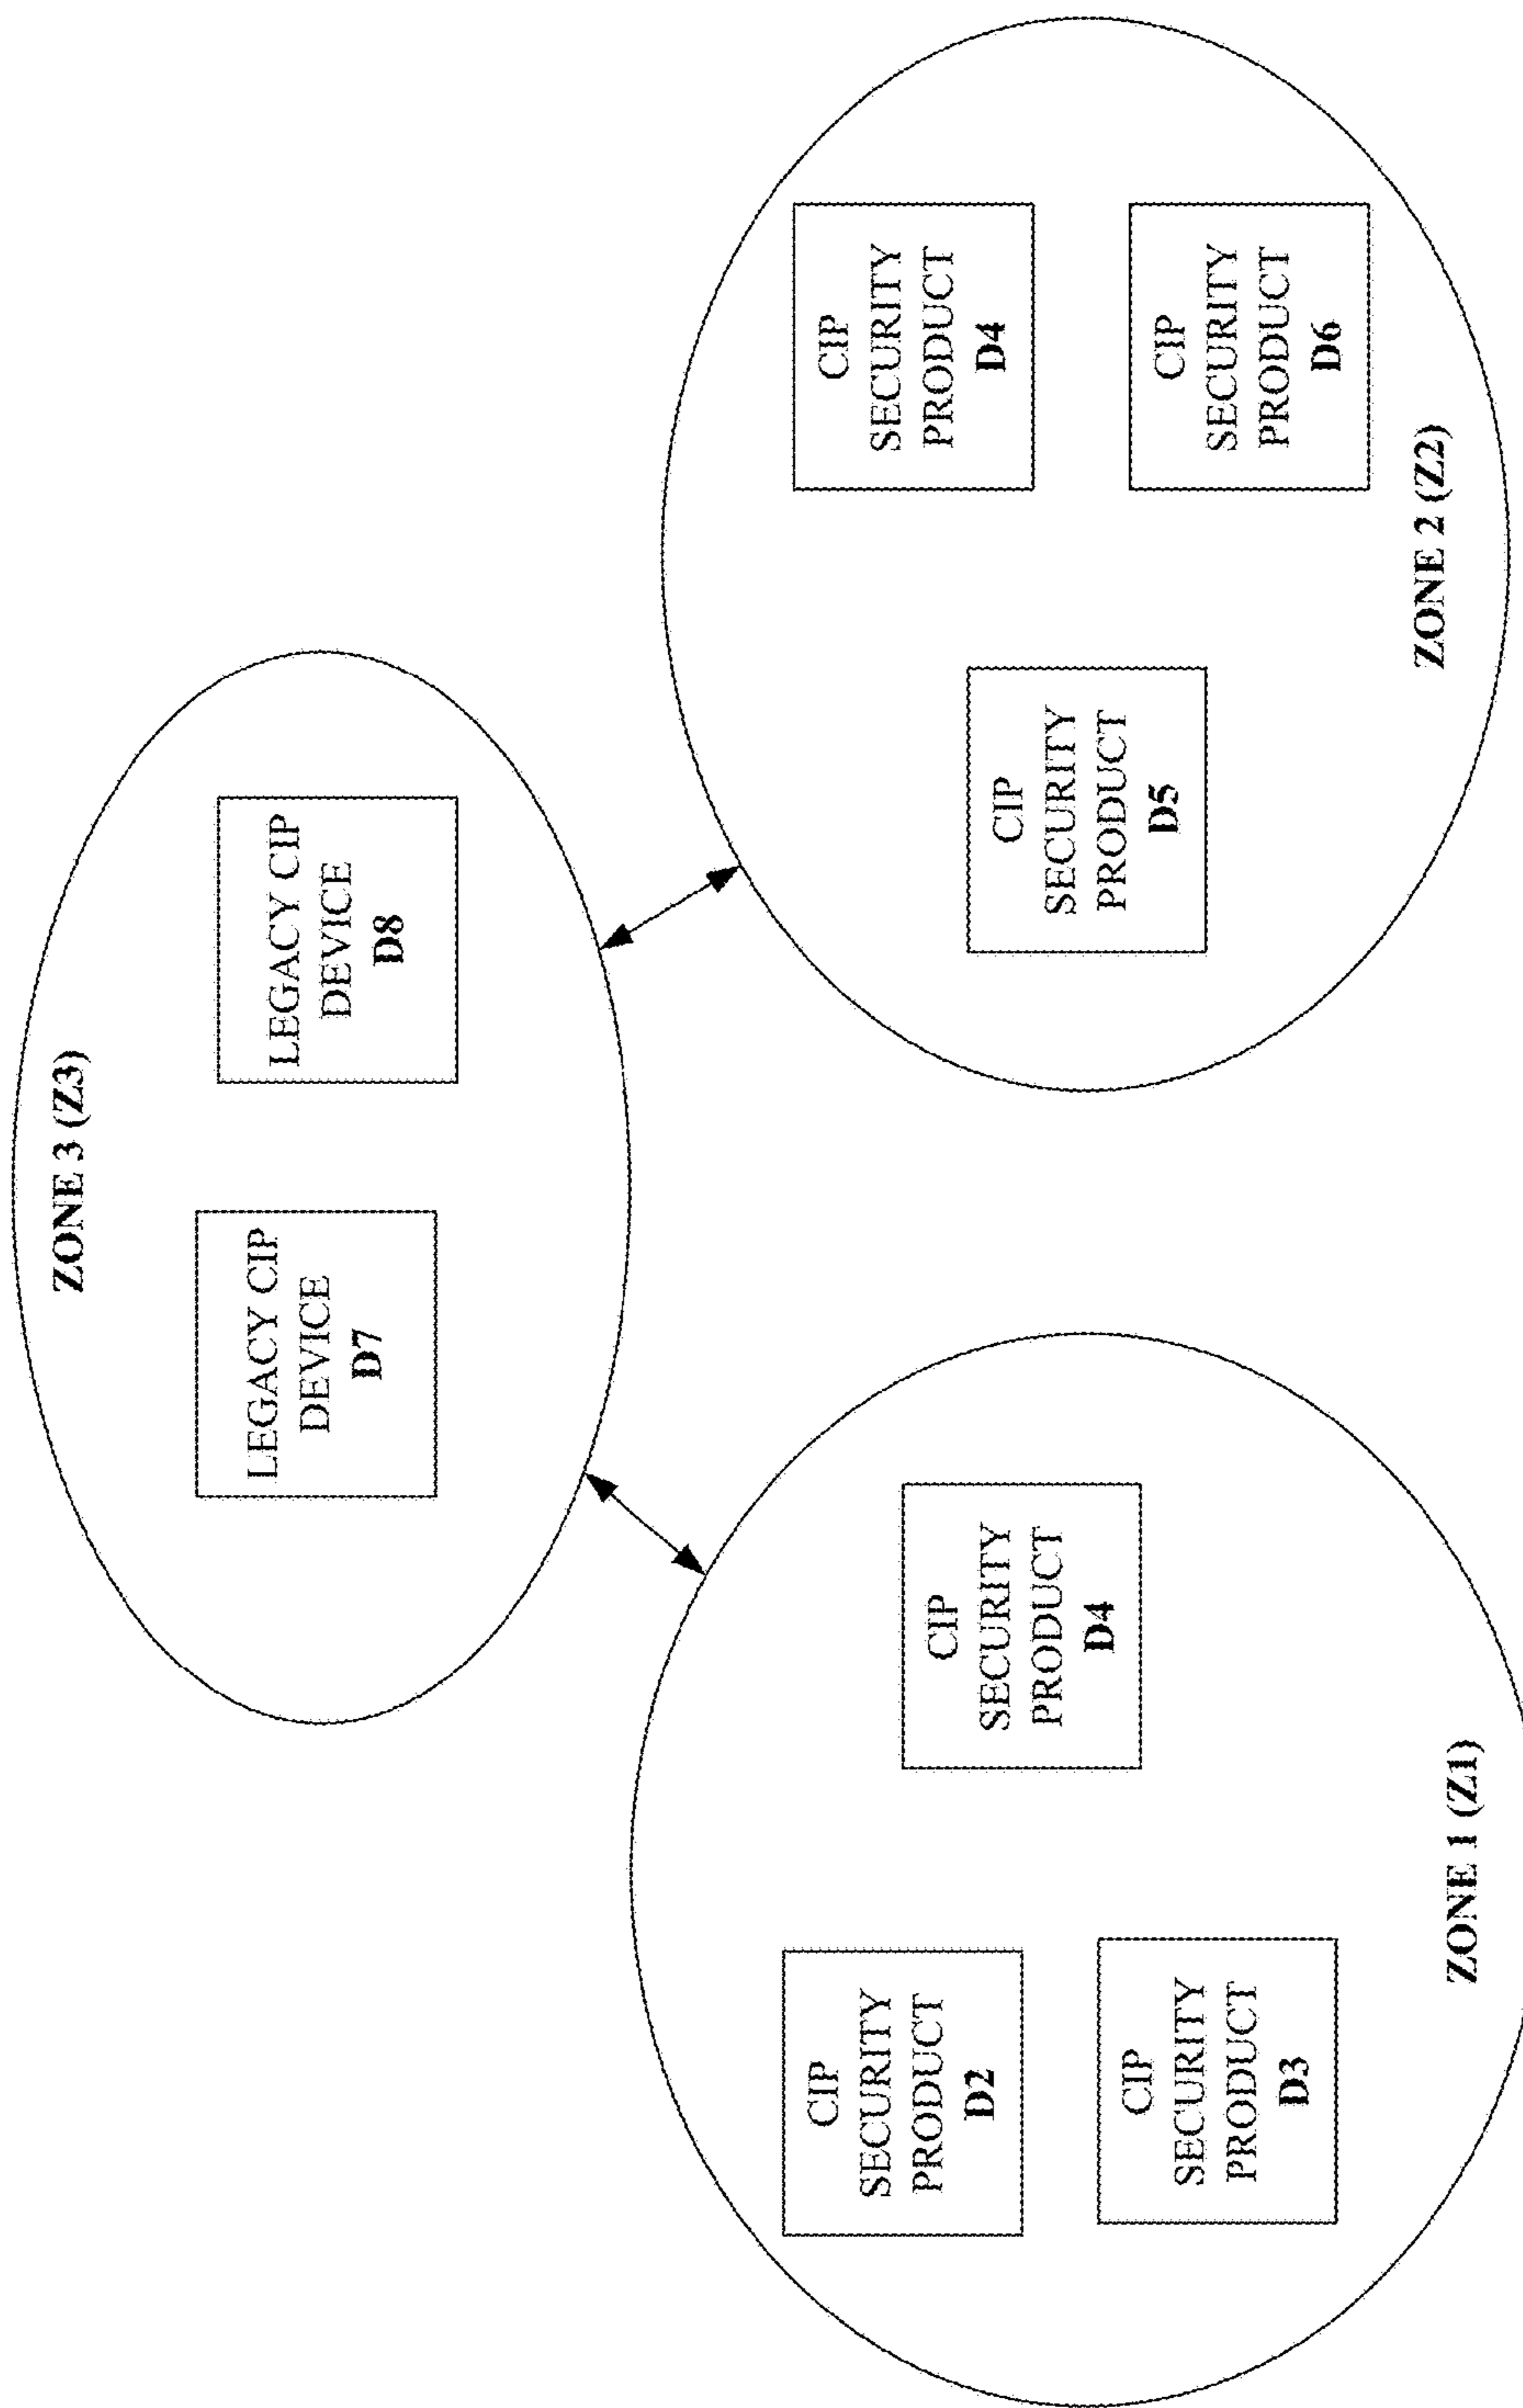 ZONE 3 (Z3)
LEGACY CIP
DEVICE
D7
LEGACY CIP
DEVICE
D8
CIP
SECURITY
PRODUCT
D2
CIP
SECURITY
PRODUCT
D3
CIP
SECURITY
PRODUCT
D4
ZONE 1 (Z1)
CIP
SECURITY
PRODUCT
D5
CIP
SECURITY
PRODUCT
D4
CIP
SECURITY
PRODUCT
D6
ZONE 2 (Z2)